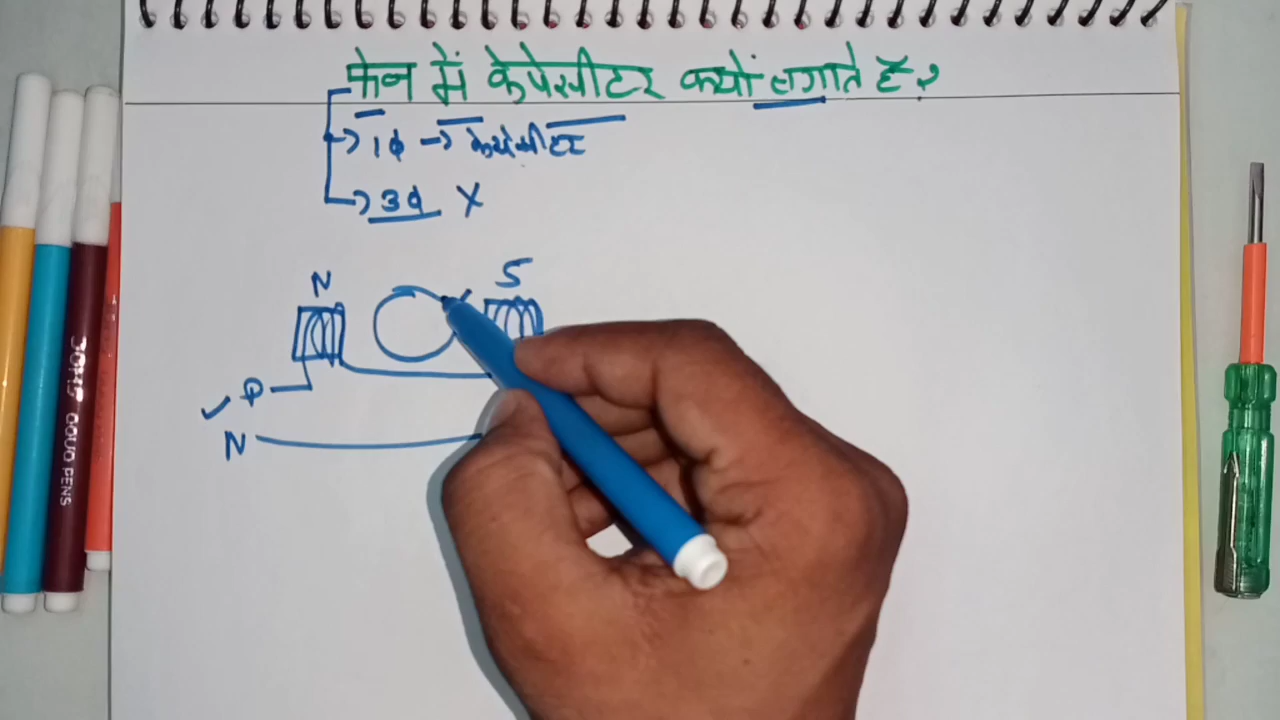 फेन में केपेसीटर क्यों लगाते हैं?
→ 1ϕ → केपेसीटर
→ 3ϕ X
N S
✓ P
N